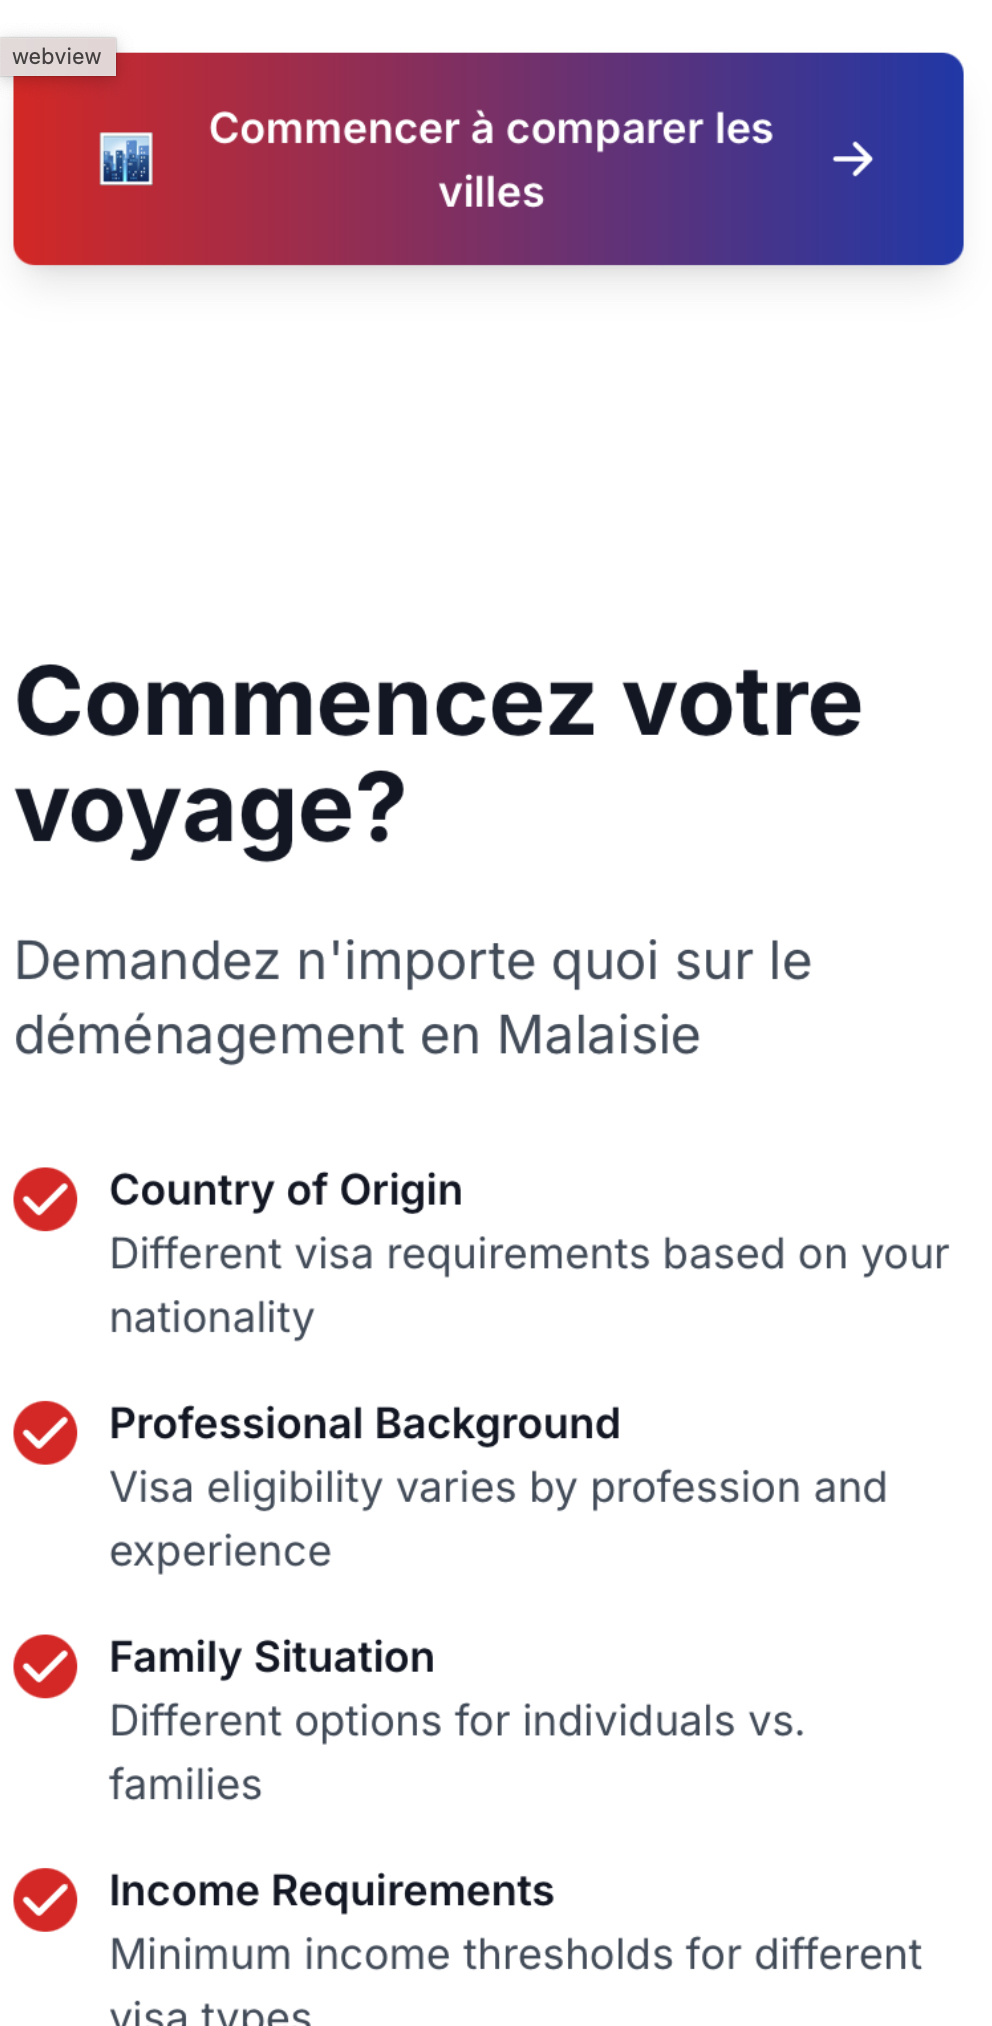 webview
Commencer à comparer les
villes
Commencez votre
voyage?
Demandez n'importe quoi sur le
déménagement en Malaisie
Country of Origin
Different visa requirements based on your
nationality
Professional Background
Visa eligibility varies by profession and
experience
Family Situation
Different options for individuals vs.
families
Income Requirements
Minimum income thresholds for different
visa types